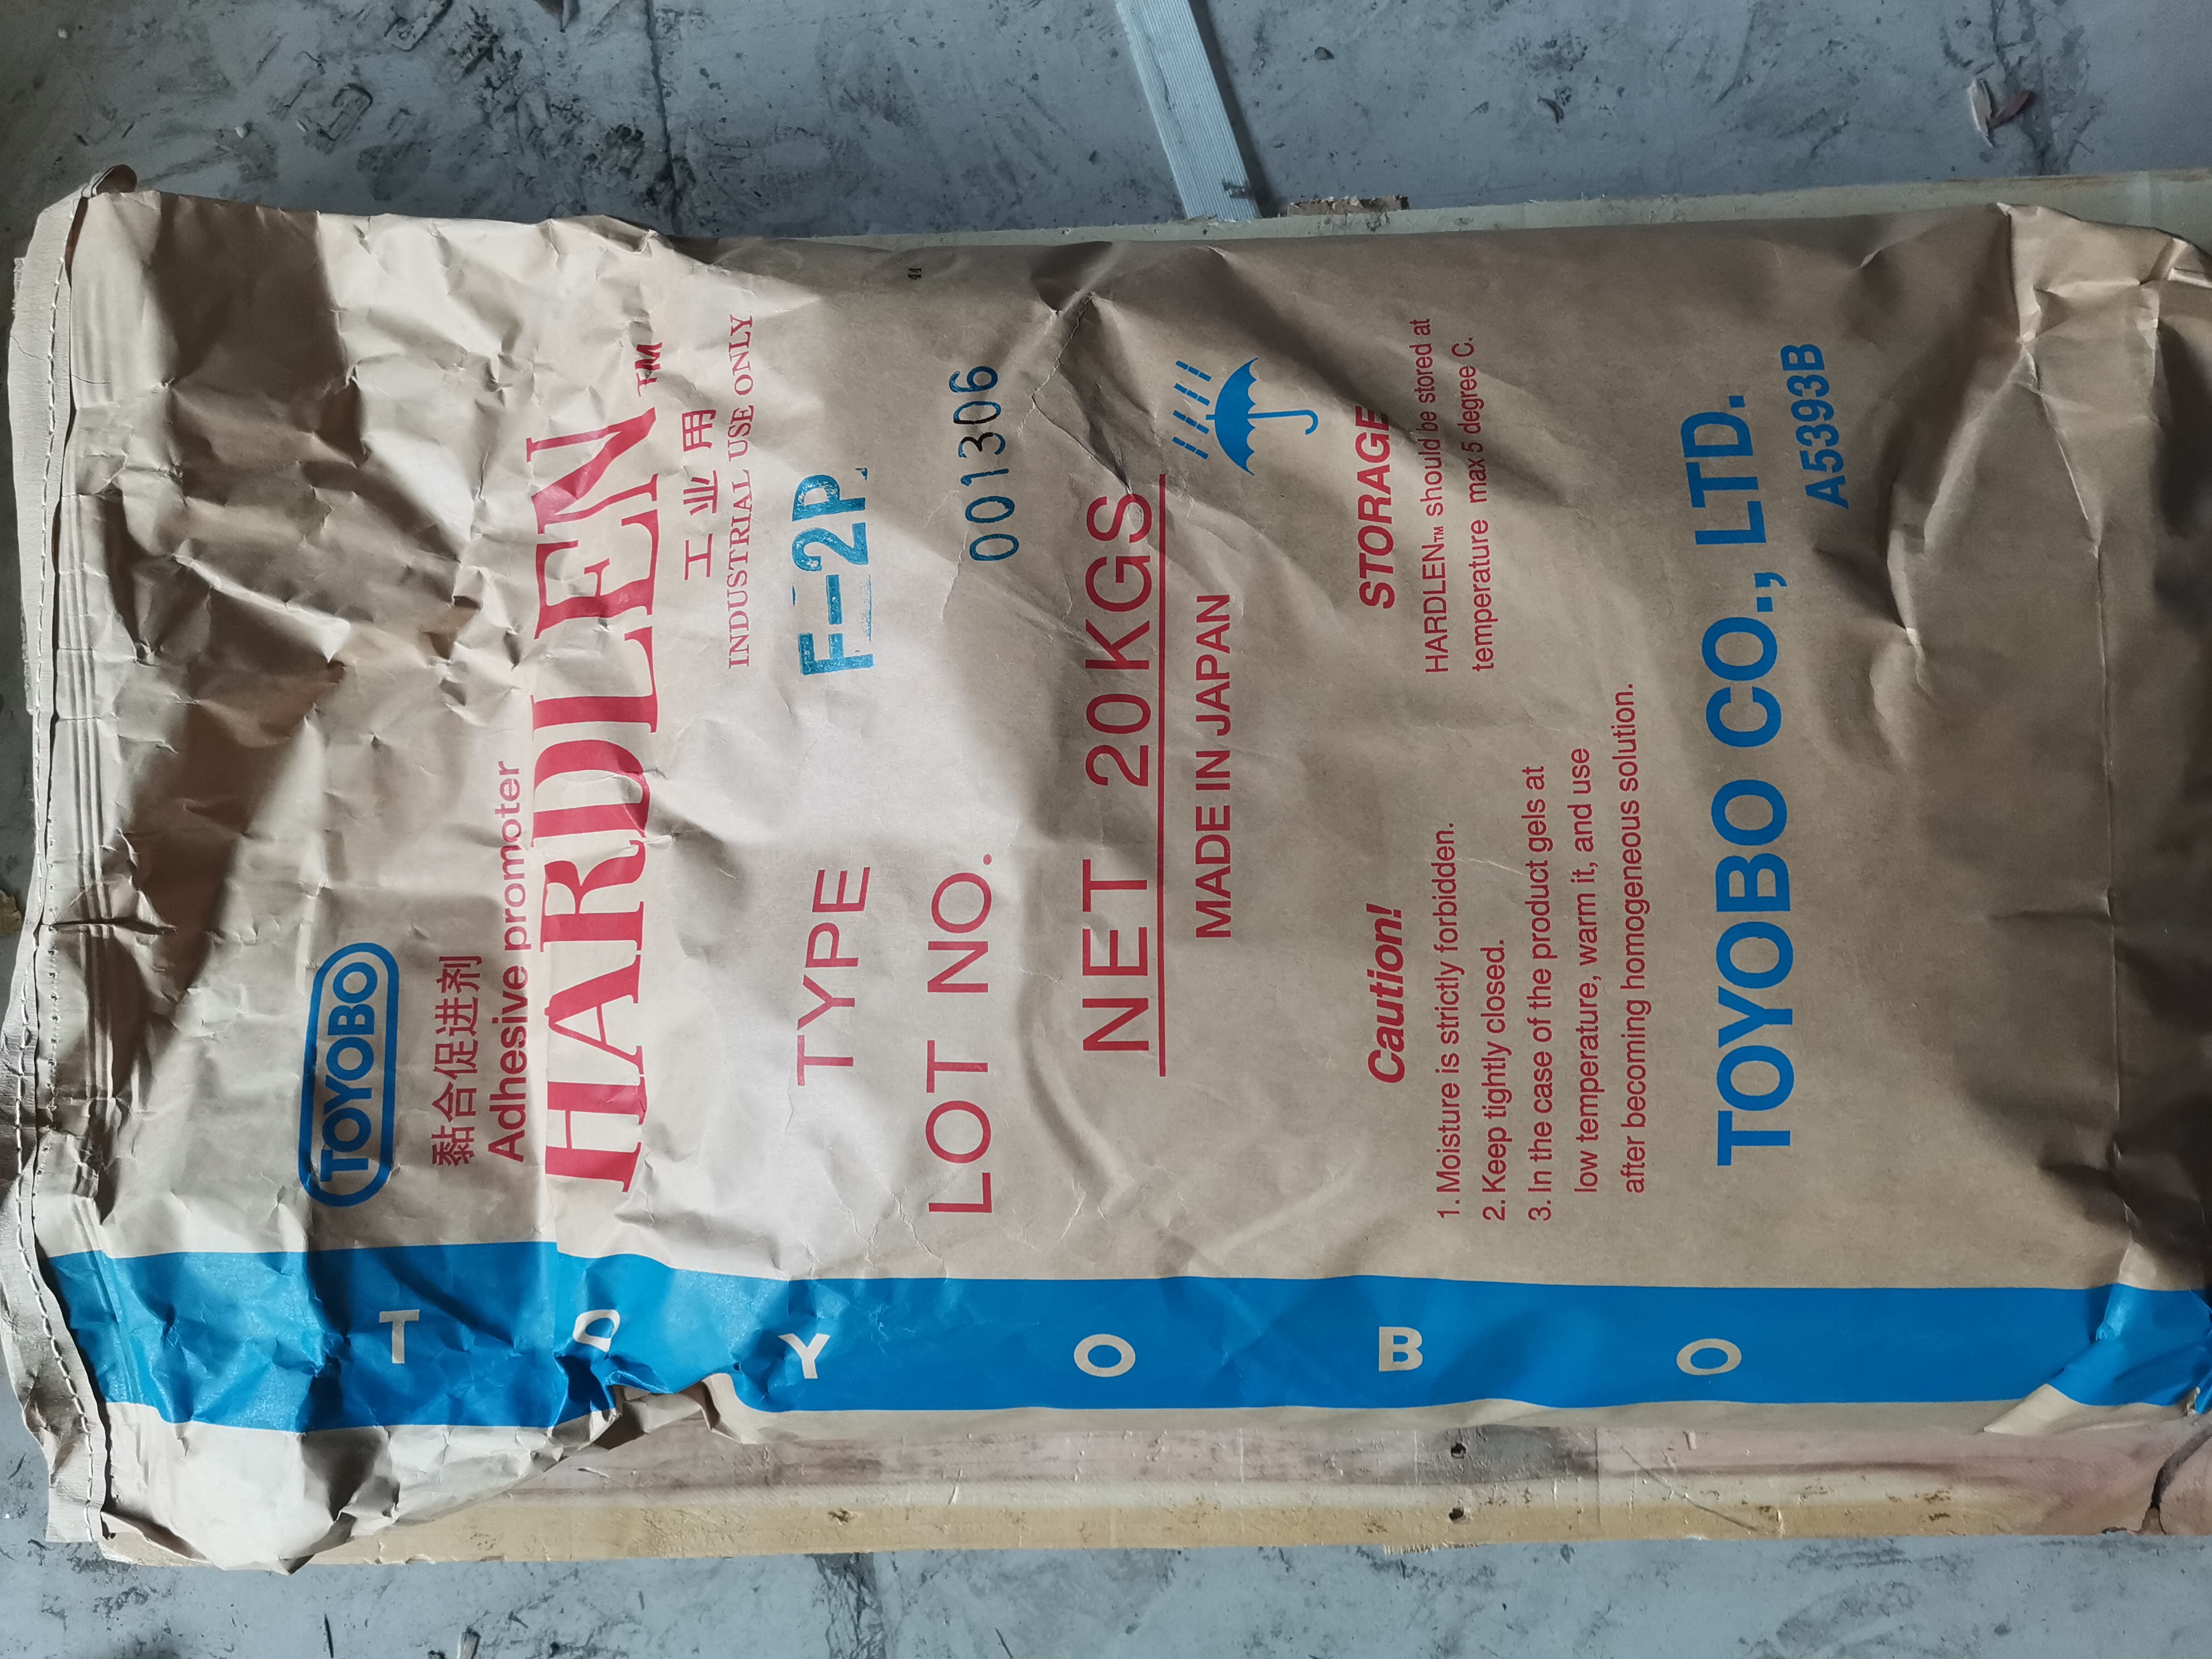 TOYOBO
黏合促进剂
Adhesive promoter
HARDLEN™
工业用
INDUSTRIAL USE ONLY
TYPE F-2P
LOT NO. 001306
NET 20KGS
MADE IN JAPAN
Caution!
1. Moisture is strictly forbidden.
2. Keep tightly closed.
3. In the case of the product gels at
low temperature, warm it, and use
after becoming homogeneous solution.
STORAGE
HARDLEN™ should be stored at
temperature max 5 degree C.
TOYOBO CO., LTD.
A5393B
TOYOBO